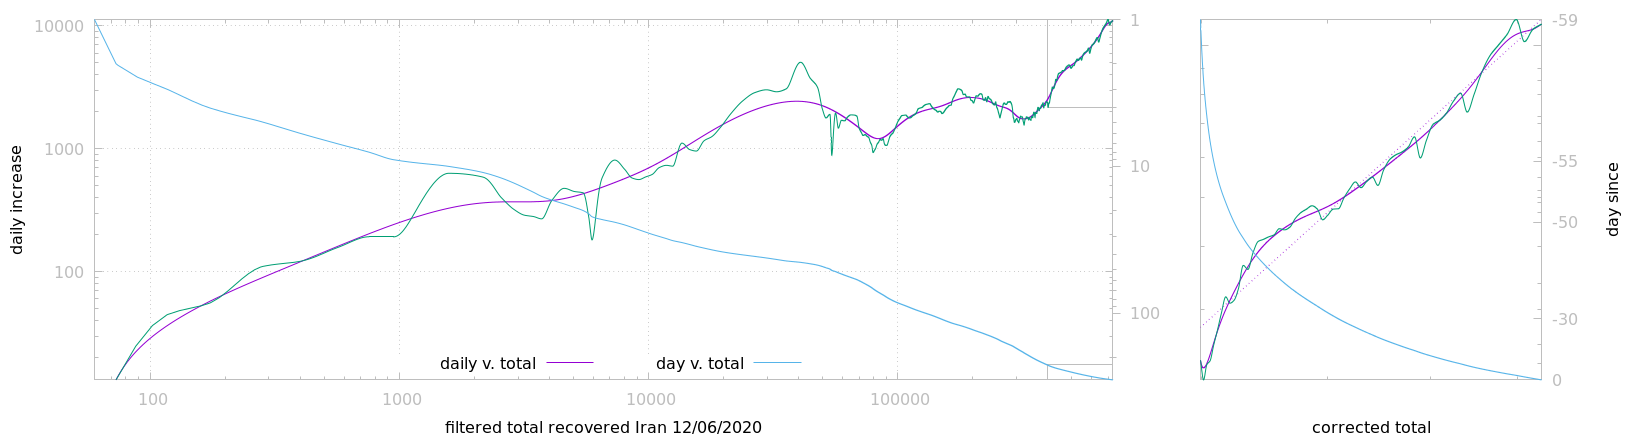 10000
1000
100
daily increase
100
1000
10000
100000
filtered total recovered Iran 12/06/2020
daily v. total
day v. total
1
10
100
-59
-55
-50
-30
0
day since
corrected total